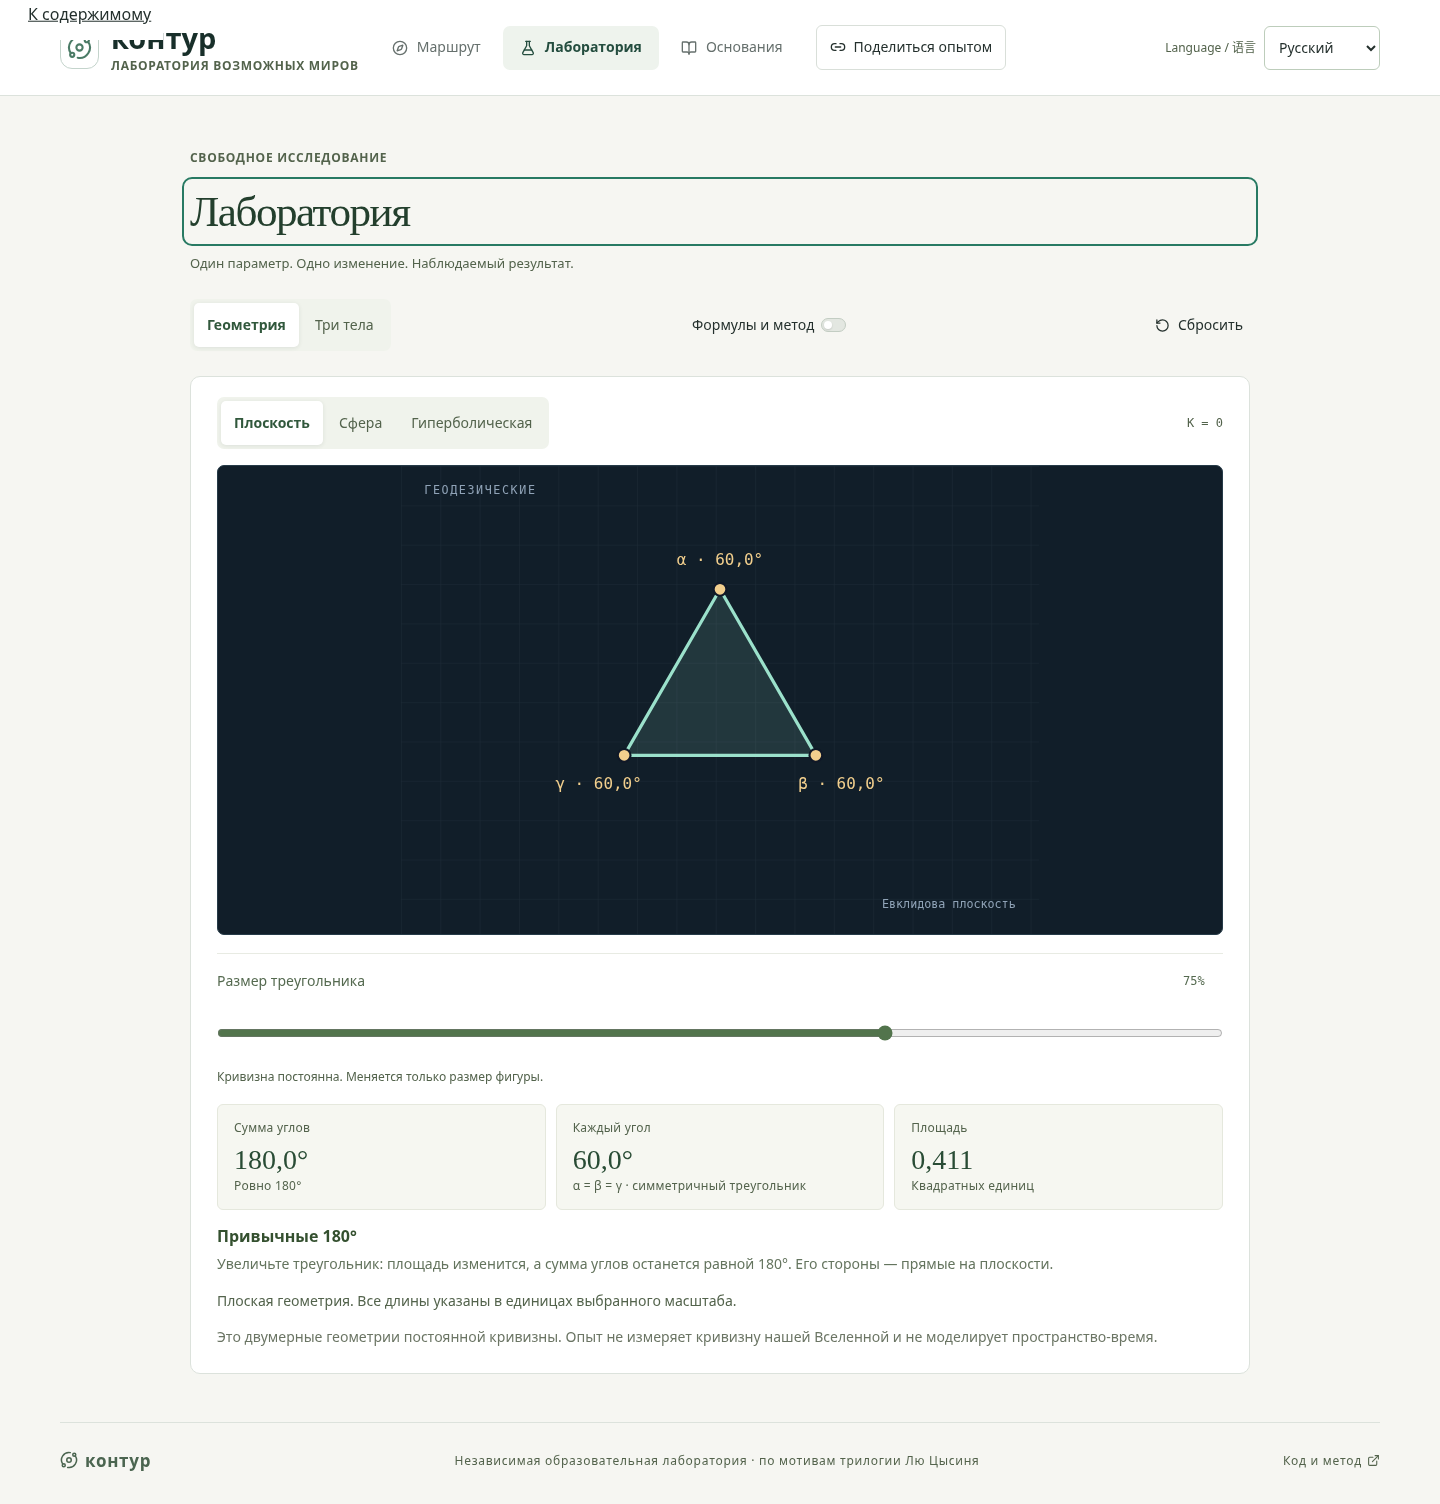 К содержимому
контур
ЛАБОРАТОРИЯ ВОЗМОЖНЫХ МИРОВ
Маршрут
Лаборатория
Основания
Поделиться опытом
Language / 语言
Русский
СВОБОДНОЕ ИССЛЕДОВАНИЕ
Лаборатория
Один параметр. Одно изменение. Наблюдаемый результат.
Геометрия
Три тела
Формулы и метод
Сбросить
Плоскость
Сфера
Гиперболическая
K = 0
ГЕОДЕЗИЧЕСКИЕ
α · 60,0°
γ · 60,0°
β · 60,0°
Евклидова плоскость
Размер треугольника
75%
Кривизна постоянна. Меняется только размер фигуры.
Сумма углов
180,0°
Ровно 180°
Каждый угол
60,0°
α = β = γ · симметричный треугольник
Площадь
0,411
Квадратных единиц
Привычные 180°
Увеличьте треугольник: площадь изменится, а сумма углов останется равной 180°. Его стороны — прямые на плоскости.
Плоская геометрия. Все длины указаны в единицах выбранного масштаба.
Это двумерные геометрии постоянной кривизны. Опыт не измеряет кривизну нашей Вселенной и не моделирует пространство-время.
контур
Независимая образовательная лаборатория · по мотивам трилогии Лю Цысиня
Код и метод